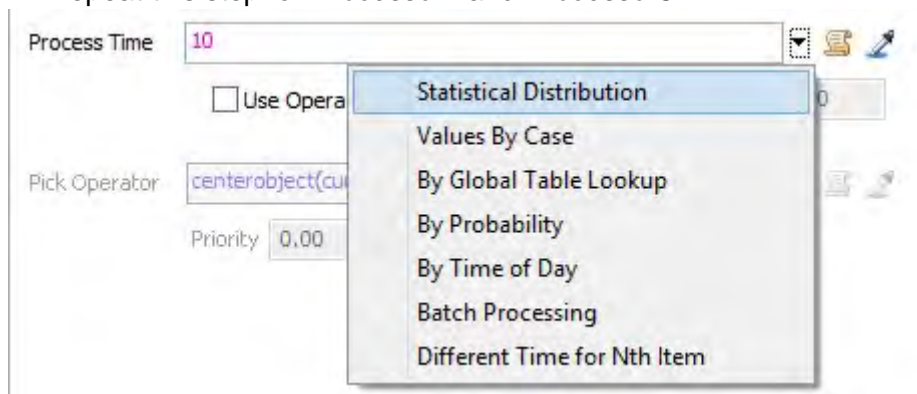 Process Time 10
Use Opera
Statistical Distribution
0
Values By Case
Pick Operator centerobject(cu
By Global Table Lookup
By Probability
Priority 0.00
By Time of Day
Batch Processing
Different Time for Nth Item